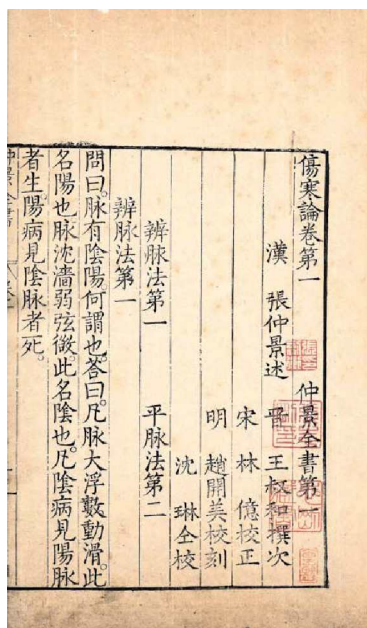 傷寒論卷第一 仲景全書第一
漢 張仲景述 晉 王叔和撰次
宋 林 億校正
明 趙開美校刻
沈 琳仝校
辨脉法第一 平脉法第二
辨脉法第一
問曰。脉有陰陽。何謂也。荅曰。凡脉大浮數動滑。此
名陽也。脉沈濇弱弦微。此名陰也。凡陰病見陽脉
者生。陽病見陰脉者死。